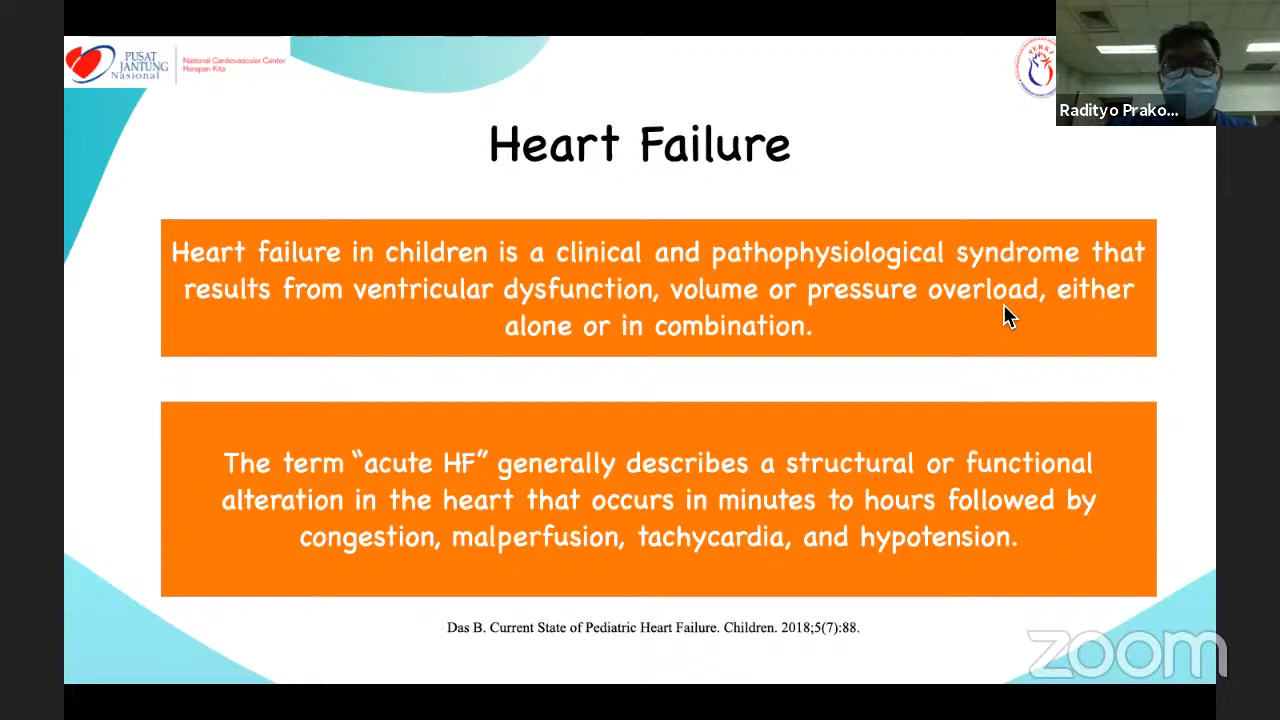 PUSAT
JANTUNG
Nasional
National Cardiovascular Center
Harapan Kita
Radityo Prako...
Heart Failure
Heart failure in children is a clinical and pathophysiological syndrome that
results from ventricular dysfunction, volume or pressure overload, either
alone or in combination.
The term “acute HF” generally describes a structural or functional
alteration in the heart that occurs in minutes to hours followed by
congestion, malperfusion, tachycardia, and hypotension.
Das B. Current State of Pediatric Heart Failure. Children. 2018;5(7):88.
zoom